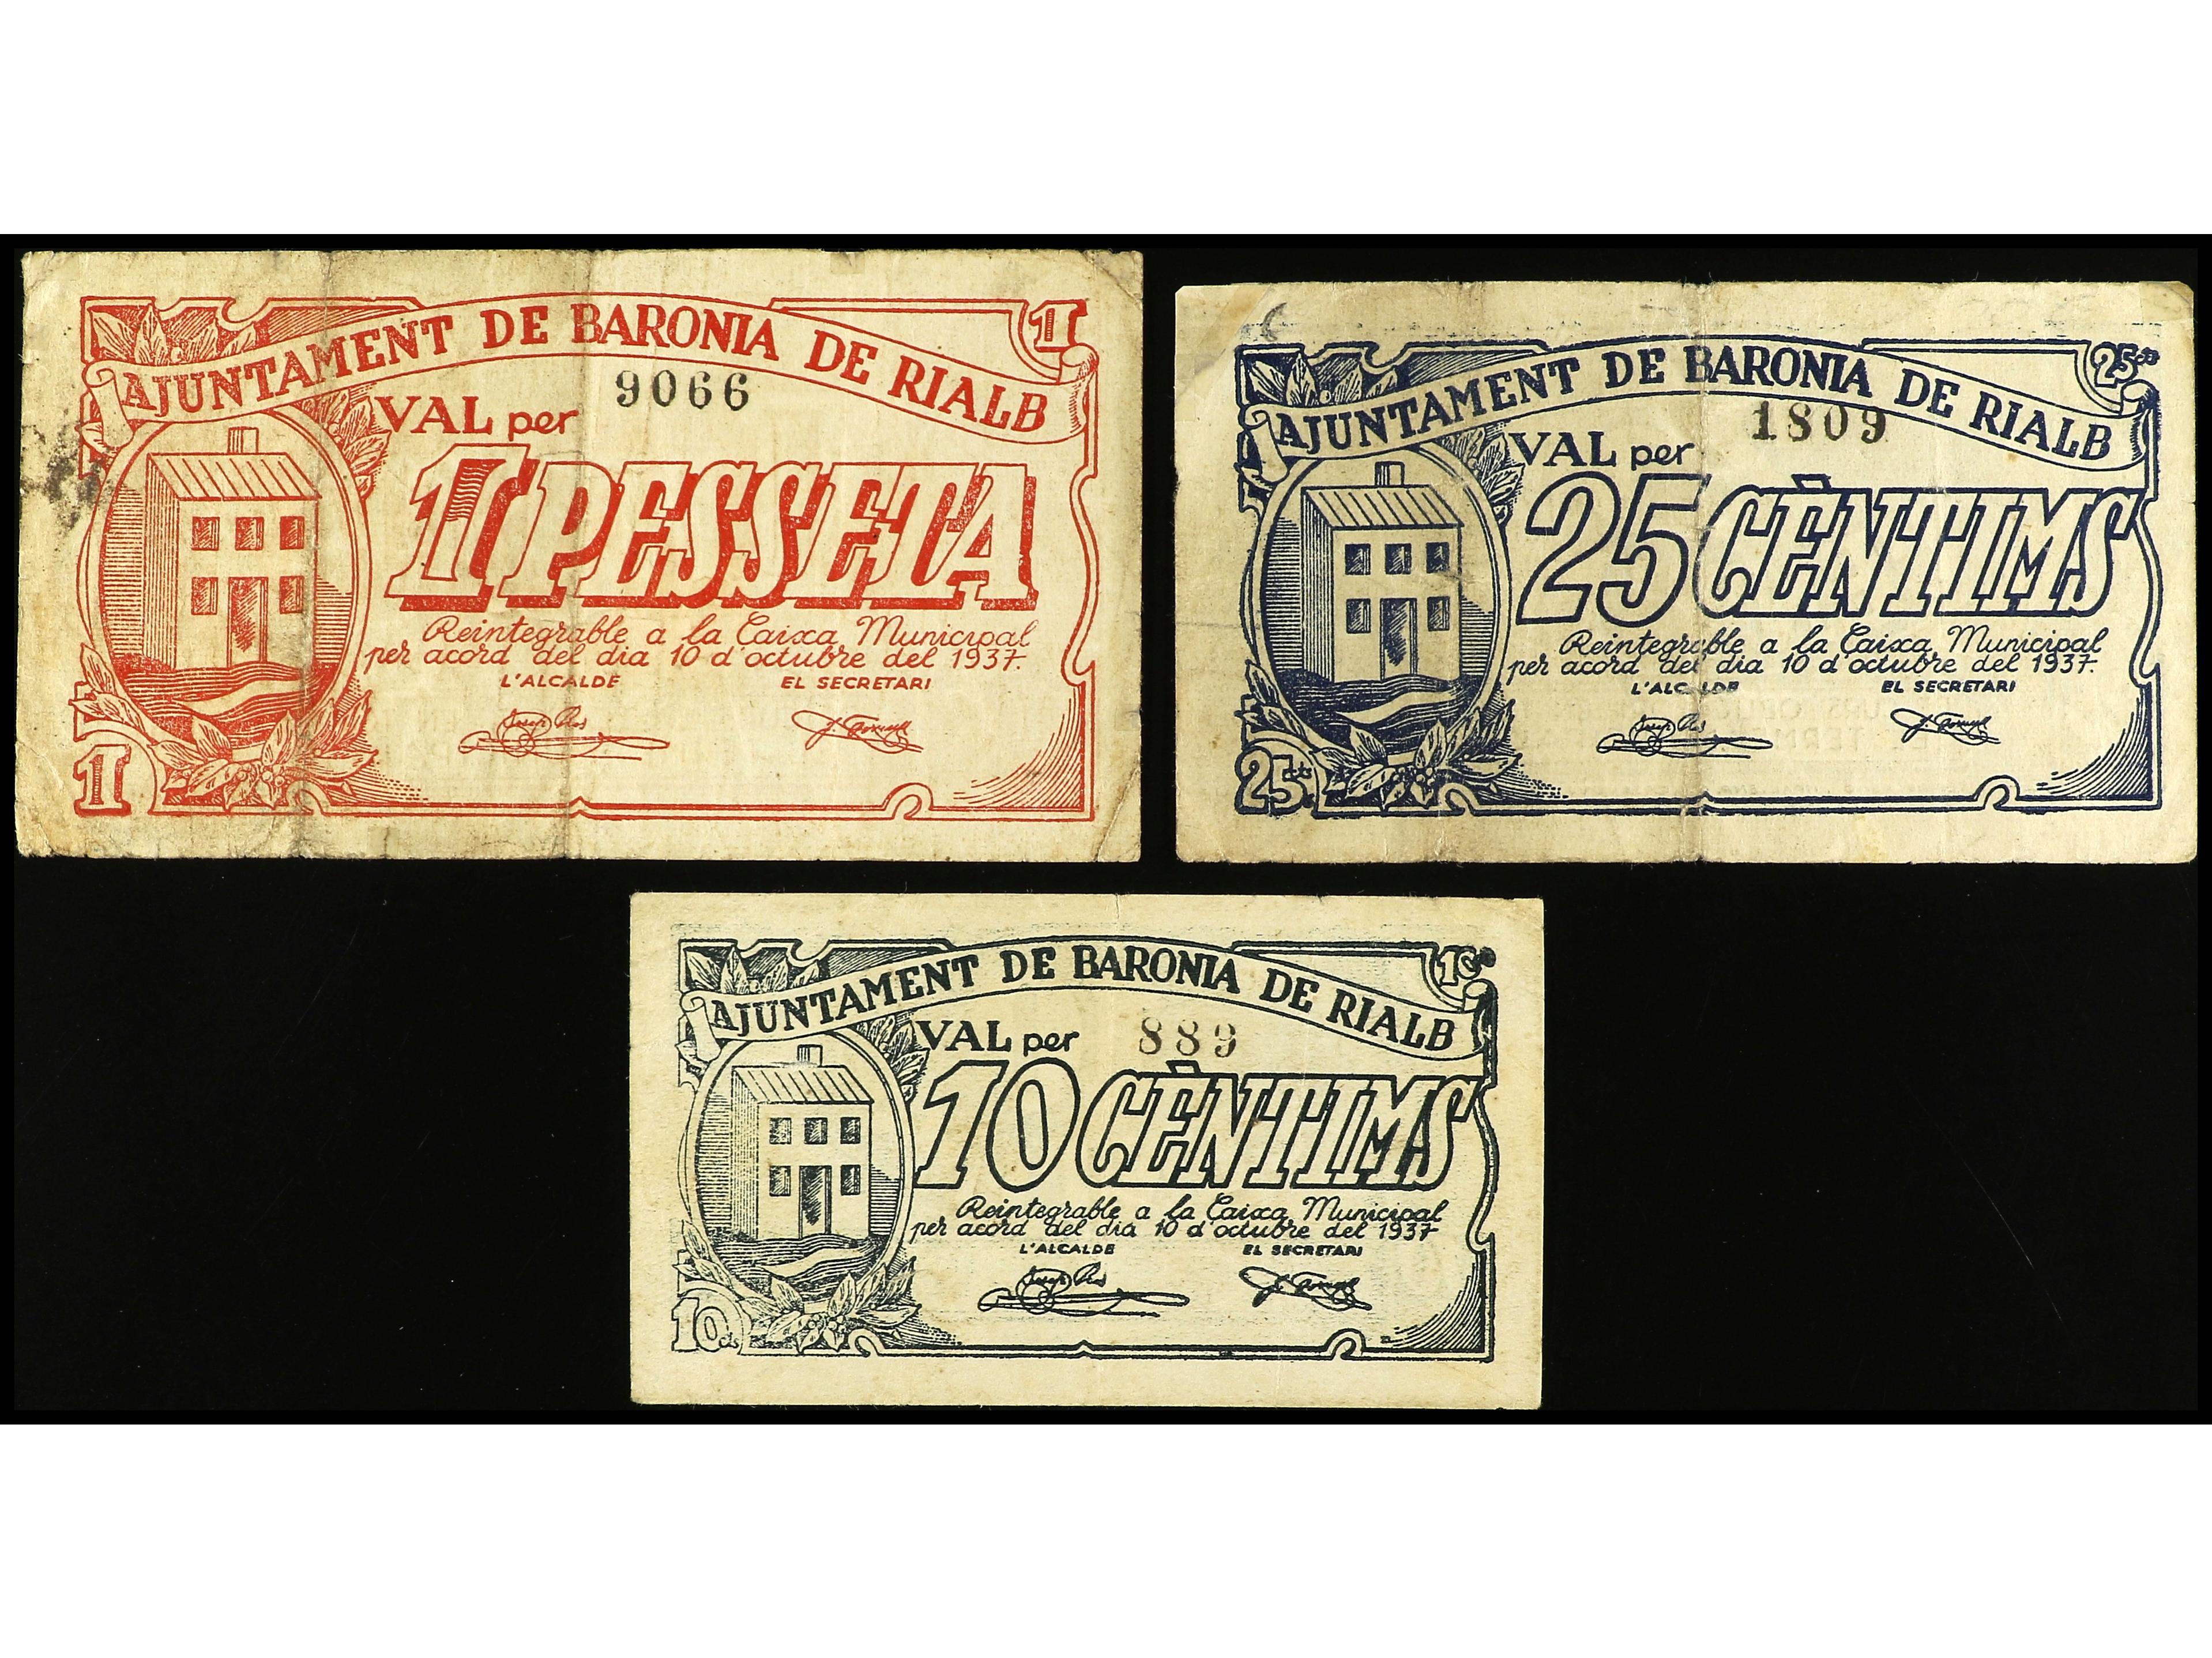 AJUNTAMENT DE BARONIA DE RIALB
1
9066
VAL per
1 PESSETA
Reintegrable a la Caixa Municipal
per acord del dia 10 d'octubre del 1937.
L'ALCALDE EL SECRETARI
1
AJUNTAMENT DE BARONIA DE RIALB
25
1809
VAL per
25 CÈNTIMS
Reintegrable a la Caixa Municipal
per acord del dia 10 d'octubre del 1937.
L'ALCALDE EL SECRETARI
25
AJUNTAMENT DE BARONIA DE RIALB
10
889
VAL per
10 CÈNTIMS
Reintegrable a la Caixa Municipal
per acord del dia 10 d'octubre del 1937
L'ALCALDE EL SECRETARI
10